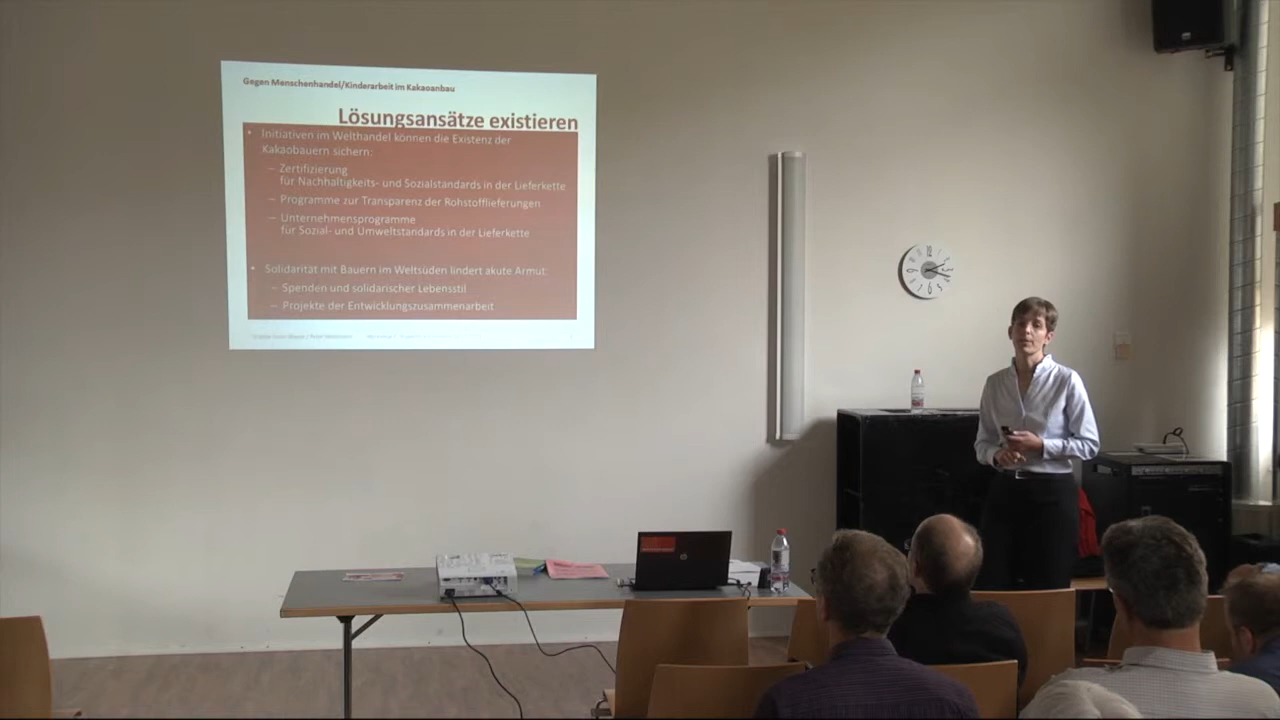 Gegen Menschenhandel/Kinderarbeit im Kakaoanbau
Lösungsansätze existieren
• Initiativen im Welthandel können die Existenz der
Kakaobauern sichern:
– Zertifizierung
für Nachhaltigkeits- und Sozialstandards in der Lieferkette
– Programme zur Transparenz der Rohstofflieferungen
– Unternehmensprogramme
für Sozial- und Umweltstandards in der Lieferkette
• Solidarität mit Bauern im Weltsüden lindert akute Armut:
– Spenden und solidarischer Lebensstil
– Projekte der Entwicklungszusammenarbeit